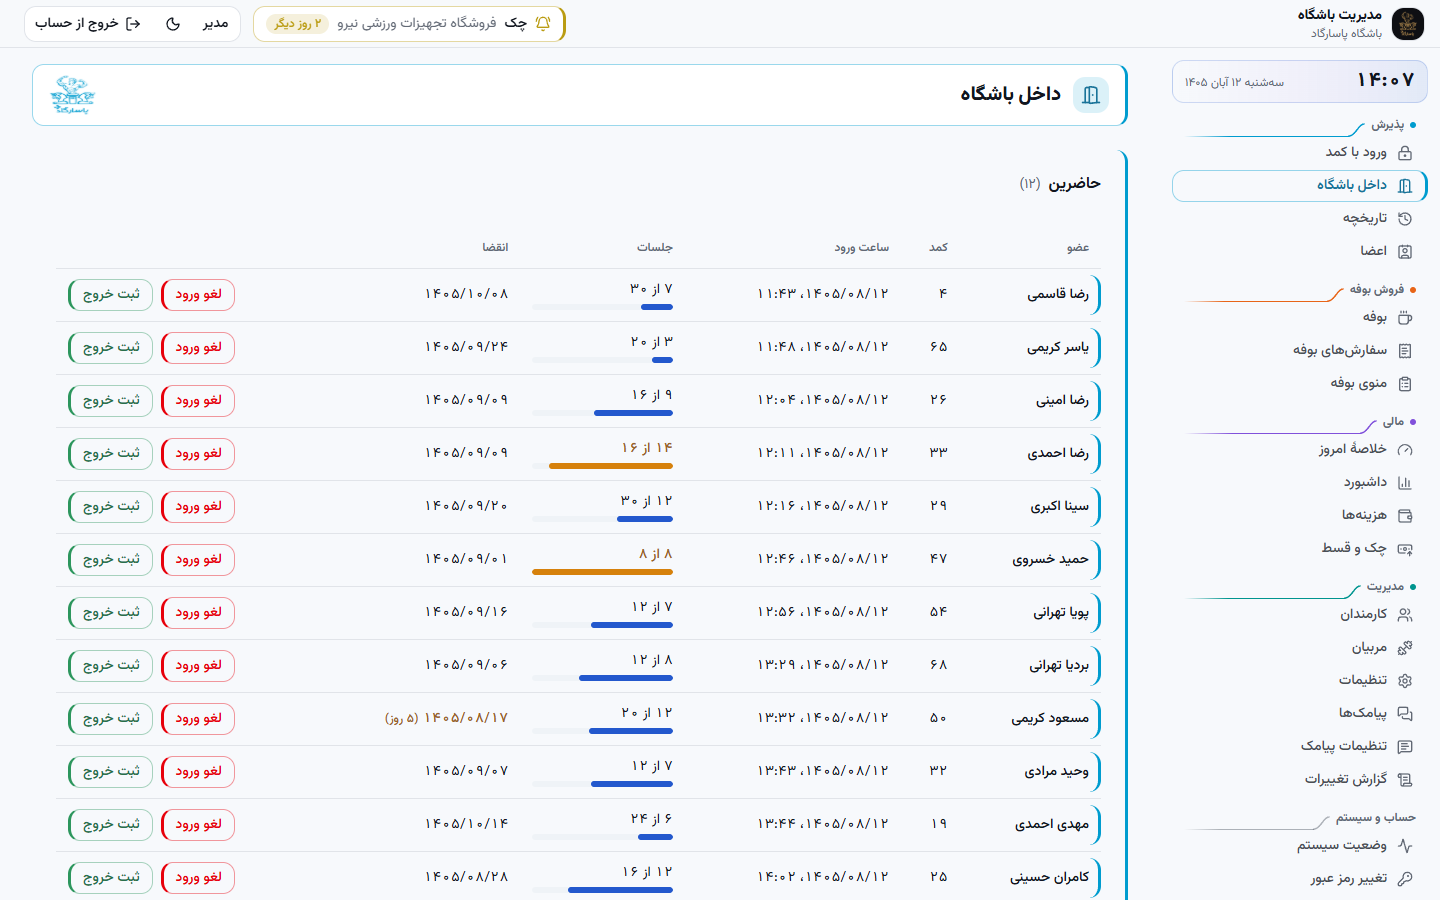 مدیریت باشگاه
باشگاه پاسارگاد
چک فروشگاه تجهیزات ورزشی نیرو ۲ روز دیگر
مدیر
خروج از حساب
۱۴:۰۷
سه‌شنبه ۱۲ آبان ۱۴۰۵
پذیرش
ورود با کمد
داخل باشگاه
تاریخچه
اعضا
فروش بوفه
بوفه
سفارش‌های بوفه
منوی بوفه
مالی
خلاصهٔ امروز
داشبورد
هزینه‌ها
چک و قسط
مدیریت
کارمندان
مربیان
تنظیمات
پیامک‌ها
تنظیمات پیامک
گزارش تغییرات
حساب و سیستم
وضعیت سیستم
تغییر رمز عبور
داخل باشگاه
پاسارگاد
حاضرین (۱۲)
عضو کمد ساعت ورود جلسات انقضا
رضا قاسمی ۴ ۱۴۰۵/۰۸/۱۲، ۱۱:۴۳ ۷ از ۳۰ ۱۴۰۵/۱۰/۰۸ لغو ورود ثبت خروج
یاسر کریمی ۶۵ ۱۴۰۵/۰۸/۱۲، ۱۱:۴۸ ۳ از ۲۰ ۱۴۰۵/۰۹/۲۴ لغو ورود ثبت خروج
رضا امینی ۲۶ ۱۴۰۵/۰۸/۱۲، ۱۲:۰۴ ۹ از ۱۶ ۱۴۰۵/۰۹/۰۹ لغو ورود ثبت خروج
رضا احمدی ۳۳ ۱۴۰۵/۰۸/۱۲، ۱۲:۱۱ ۱۴ از ۱۶ ۱۴۰۵/۰۹/۰۹ لغو ورود ثبت خروج
سینا اکبری ۲۹ ۱۴۰۵/۰۸/۱۲، ۱۲:۱۶ ۱۲ از ۳۰ ۱۴۰۵/۰۹/۲۰ لغو ورود ثبت خروج
حمید خسروی ۴۷ ۱۴۰۵/۰۸/۱۲، ۱۲:۴۶ ۸ از ۸ ۱۴۰۵/۰۹/۰۱ لغو ورود ثبت خروج
پویا تهرانی ۵۴ ۱۴۰۵/۰۸/۱۲، ۱۲:۵۶ ۷ از ۱۲ ۱۴۰۵/۰۹/۱۶ لغو ورود ثبت خروج
بردیا تهرانی ۶۸ ۱۴۰۵/۰۸/۱۲، ۱۳:۲۹ ۸ از ۱۲ ۱۴۰۵/۰۹/۰۶ لغو ورود ثبت خروج
مسعود کریمی ۵۰ ۱۴۰۵/۰۸/۱۲، ۱۳:۳۲ ۱۲ از ۲۰ ۱۴۰۵/۰۸/۱۷ (۵ روز) لغو ورود ثبت خروج
وحید مرادی ۳۲ ۱۴۰۵/۰۸/۱۲، ۱۳:۴۳ ۷ از ۱۲ ۱۴۰۵/۰۹/۰۷ لغو ورود ثبت خروج
مهدی احمدی ۱۹ ۱۴۰۵/۰۸/۱۲، ۱۳:۴۴ ۶ از ۲۴ ۱۴۰۵/۱۰/۱۴ لغو ورود ثبت خروج
کامران حسینی ۲۵ ۱۴۰۵/۰۸/۱۲، ۱۴:۰۲ ۱۲ از ۱۶ ۱۴۰۵/۰۸/۲۸ لغو ورود ثبت خروج